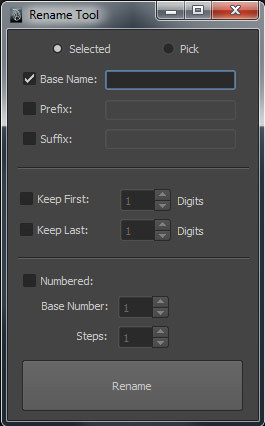 Rename Tool
Selected Pick
Base Name:
Prefix:
Suffix:
Keep First: 1 Digits
Keep Last: 1 Digits
Numbered:
Base Number: 1
Steps: 1
Rename